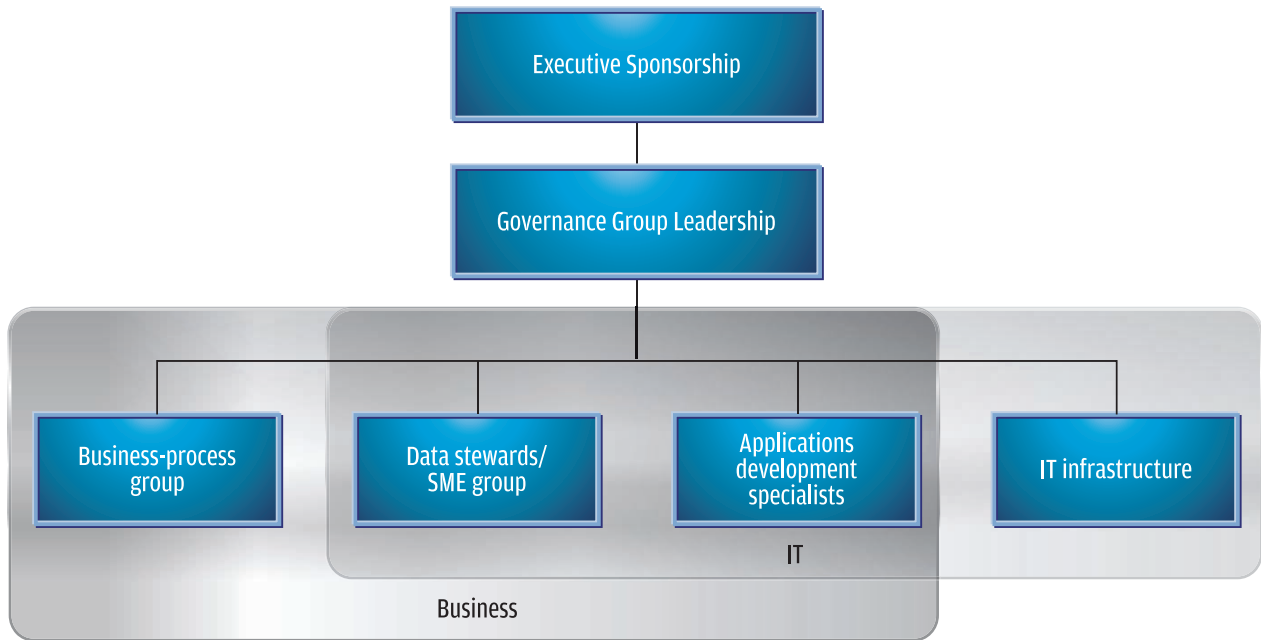 Executive Sponsorship
Governance Group Leadership
Business-process
group
Data stewards/
SME group
Applications
development
specialists
IT infrastructure
IT
Business